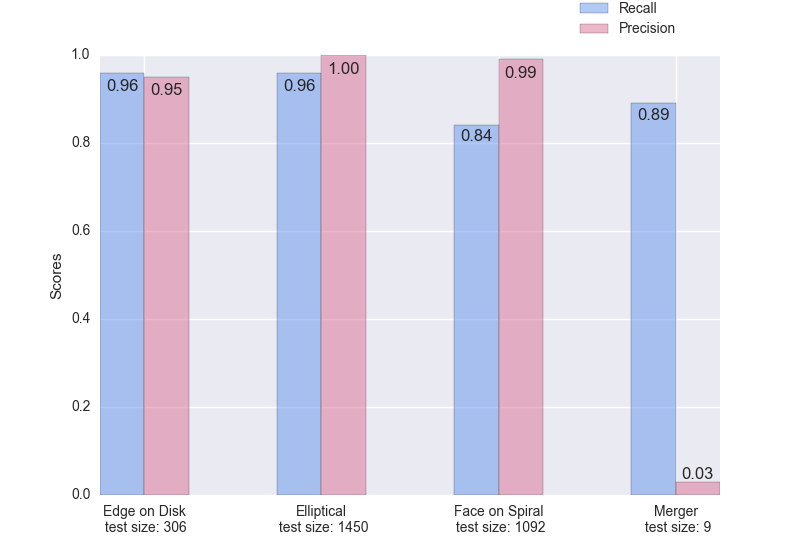 Recall
Precision
1.0
0.8
0.6
0.4
0.2
0.0
Scores
0.96
0.95
0.96
1.00
0.84
0.99
0.89
0.03
Edge on Disk
test size: 306
Elliptical
test size: 1450
Face on Spiral
test size: 1092
Merger
test size: 9